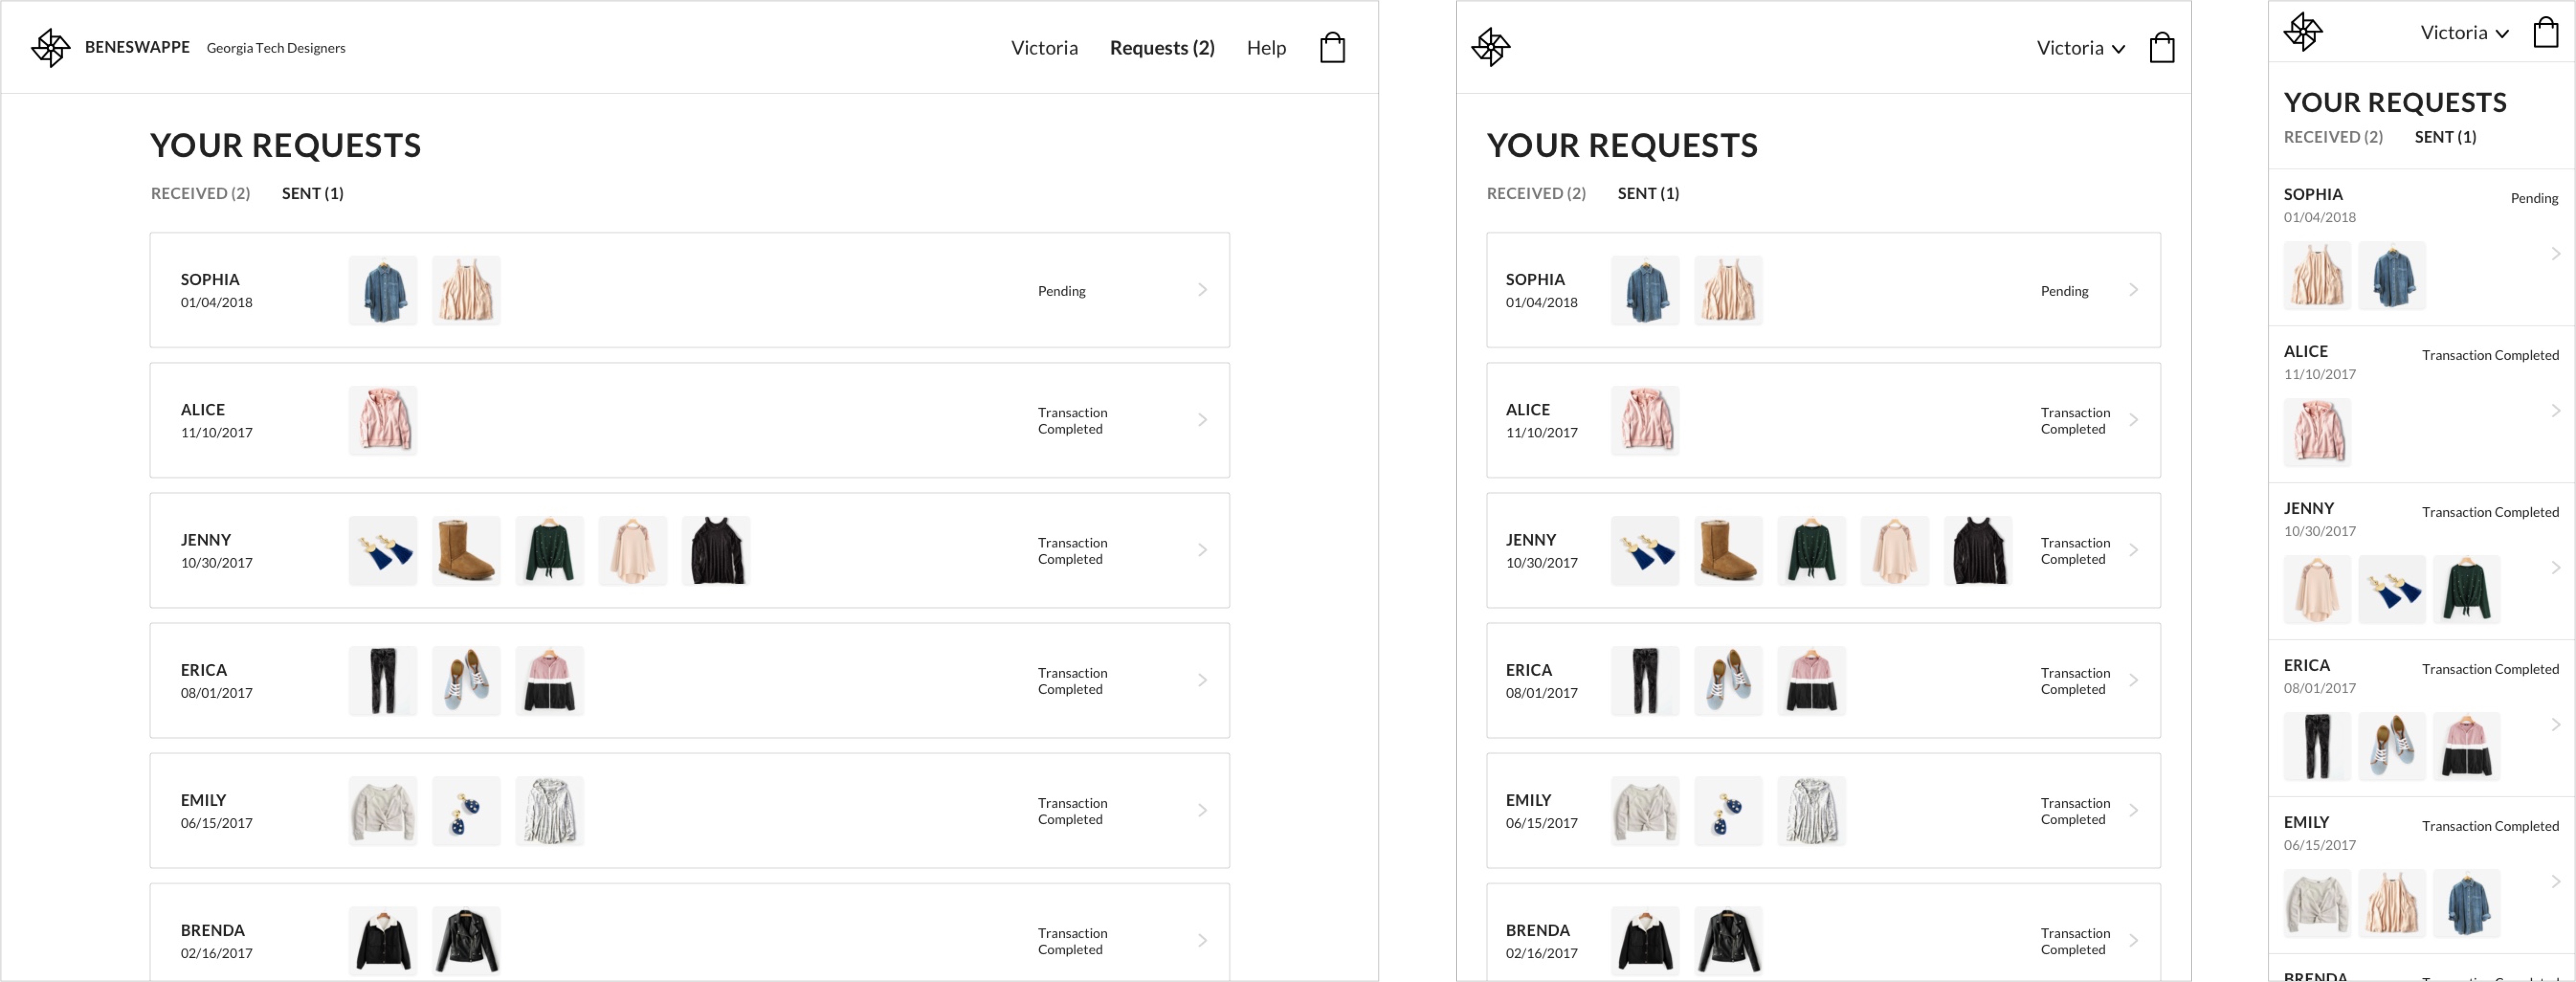 BENESWAPPE Georgia Tech Designers
Victoria Requests (2) Help
YOUR REQUESTS
RECEIVED (2) SENT (1)
SOPHIA
01/04/2018
Pending
ALICE
11/10/2017
Transaction
Completed
JENNY
10/30/2017
Transaction
Completed
ERICA
08/01/2017
Transaction
Completed
EMILY
06/15/2017
Transaction
Completed
BRENDA
02/16/2017
Transaction
Completed
Victoria
YOUR REQUESTS
RECEIVED (2) SENT (1)
SOPHIA
01/04/2018
Pending
ALICE
11/10/2017
Transaction
Completed
JENNY
10/30/2017
Transaction
Completed
ERICA
08/01/2017
Transaction
Completed
EMILY
06/15/2017
Transaction
Completed
BRENDA
02/16/2017
Transaction
Completed
Victoria
YOUR REQUESTS
RECEIVED (2) SENT (1)
SOPHIA Pending
01/04/2018
ALICE Transaction Completed
11/10/2017
JENNY Transaction Completed
10/30/2017
ERICA Transaction Completed
08/01/2017
EMILY Transaction Completed
06/15/2017
BRENDA